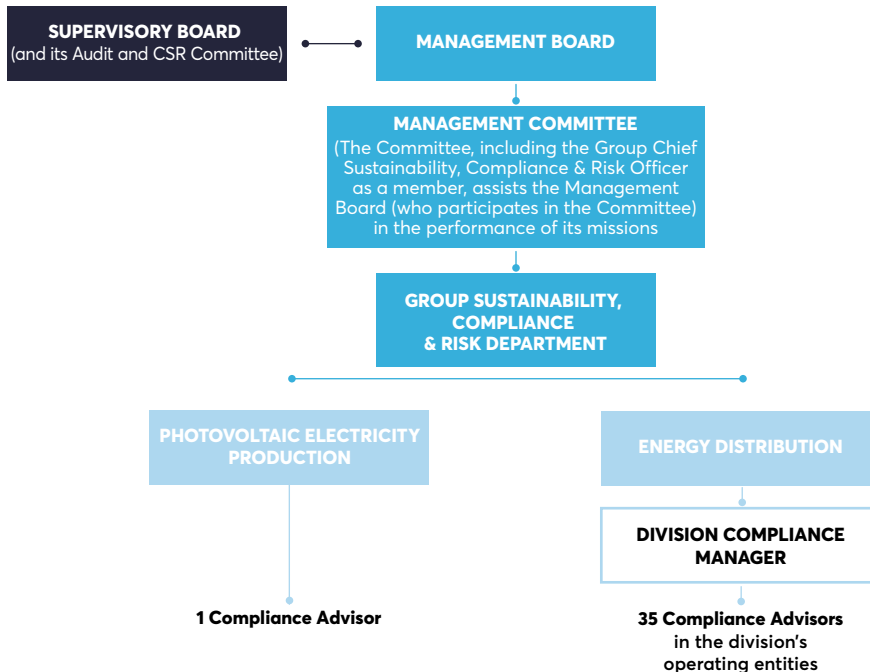 SUPERVISORY BOARD
(and its Audit and CSR Committee)
MANAGEMENT BOARD
MANAGEMENT COMMITTEE
(The Committee, including the Group Chief
Sustainability, Compliance & Risk Officer
as a member, assists the Management
Board (who participates in the Committee)
in the performance of its missions
GROUP SUSTAINABILITY,
COMPLIANCE
& RISK DEPARTMENT
PHOTOVOLTAIC ELECTRICITY
PRODUCTION
1 Compliance Advisor
ENERGY DISTRIBUTION
DIVISION COMPLIANCE
MANAGER
35 Compliance Advisors
in the division's
operating entities